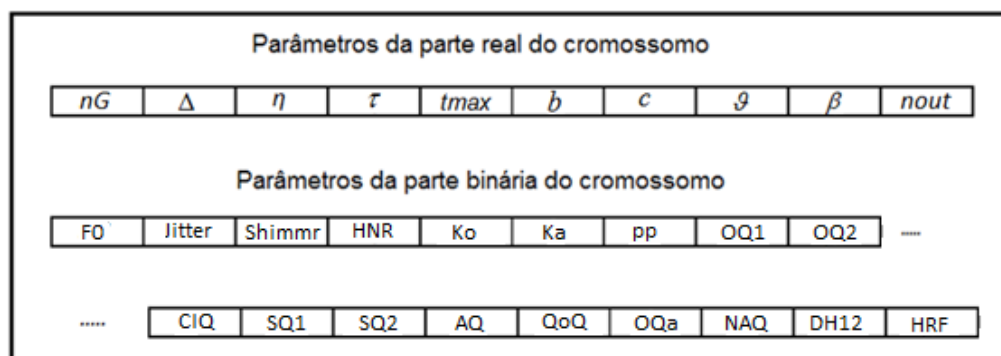 Parâmetros da parte real do cromossomo
nG Δ η τ tmax b c ϑ β nout
Parâmetros da parte binária do cromossomo
F0 Jitter Shimmr HNR Ko Ka pp OQ1 OQ2 .....
..... ClQ SQ1 SQ2 AQ QoQ OQa NAQ DH12 HRF